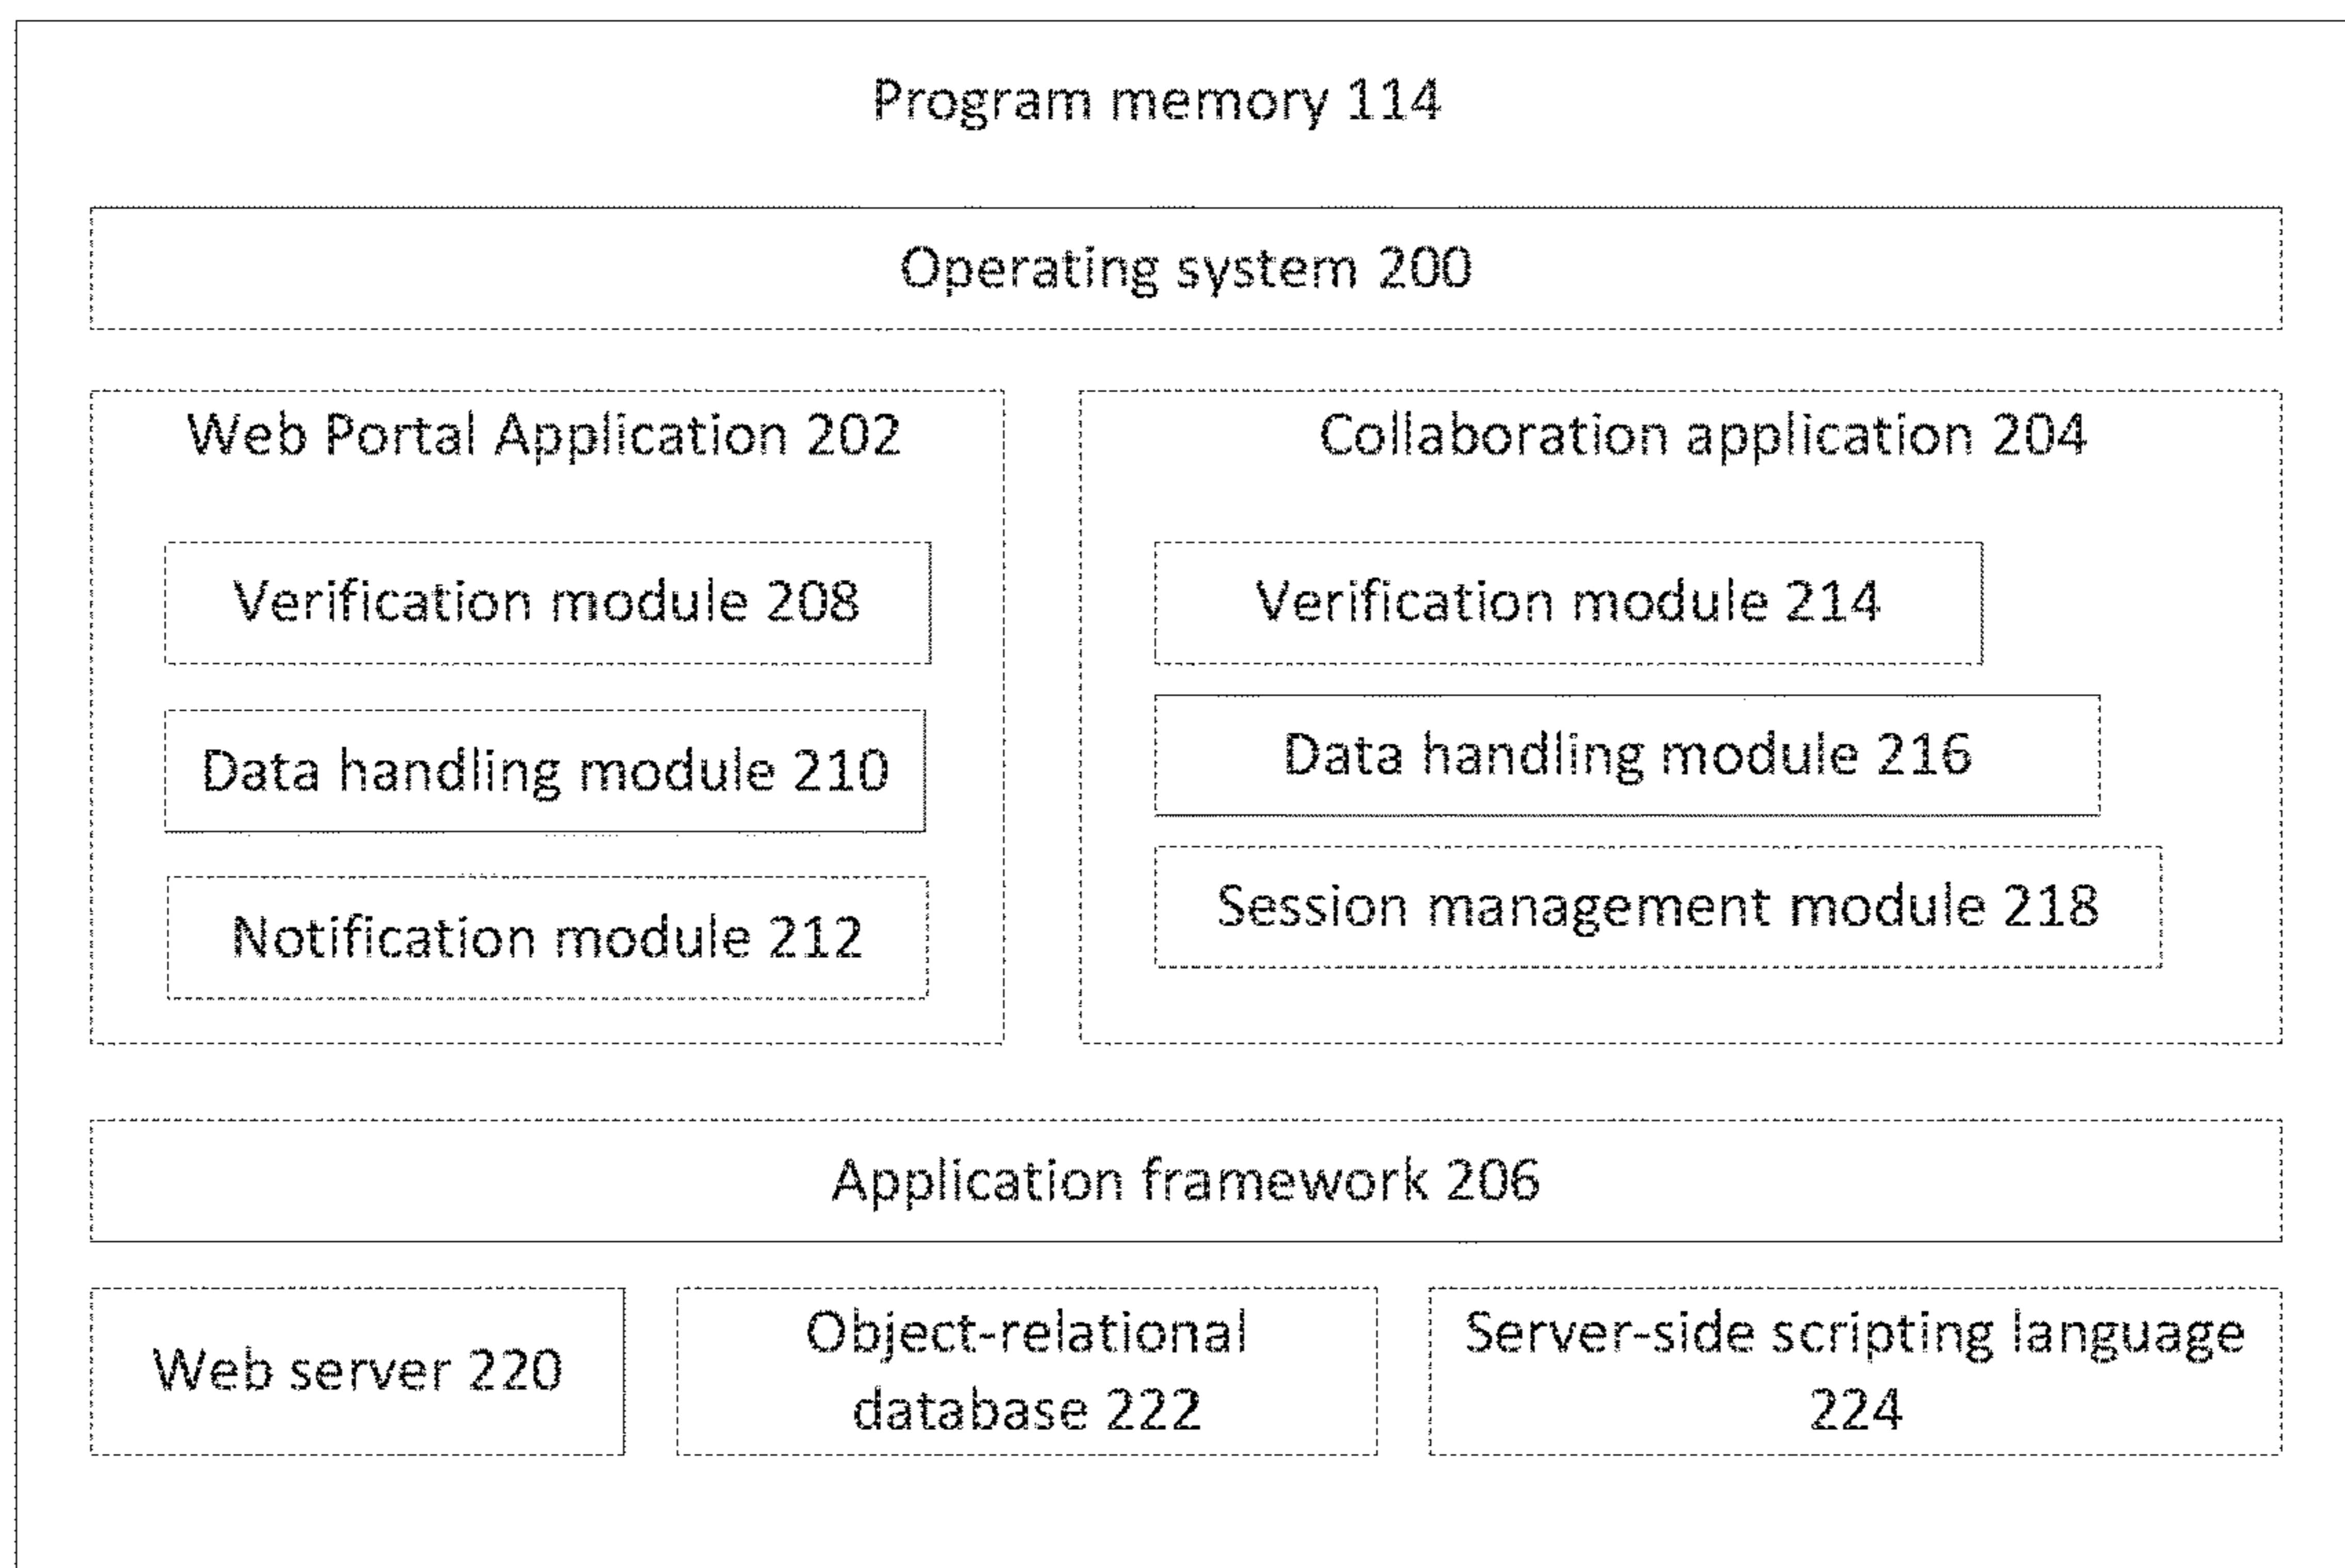 Program memory 114
Operating system 200
Web Portal Application 202
Verification module 208
Data handling module 210
Notification module 212
Collaboration application 204
Verification module 214
Data handling module 216
Session management module 218
Application framework 206
Web server 220
Object-relational
database 222
Server-side scripting language
224